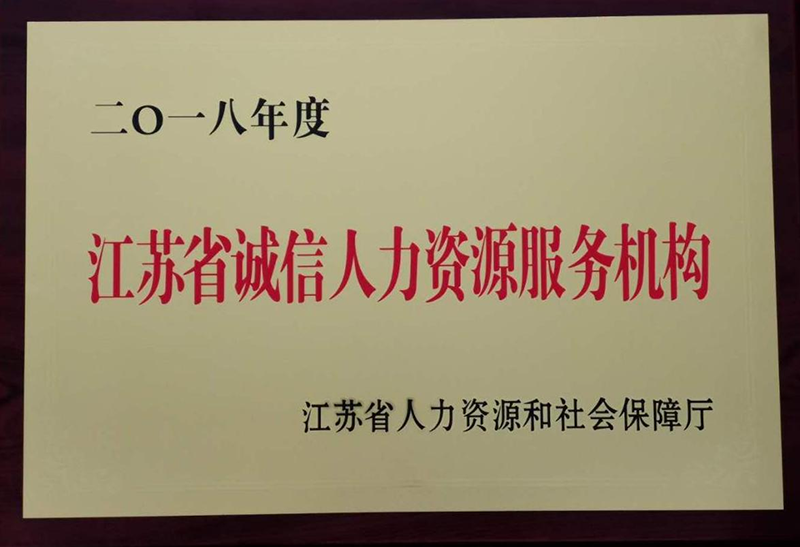 二〇一八年度
江苏省诚信人力资源服务机构
江苏省人力资源和社会保障厅